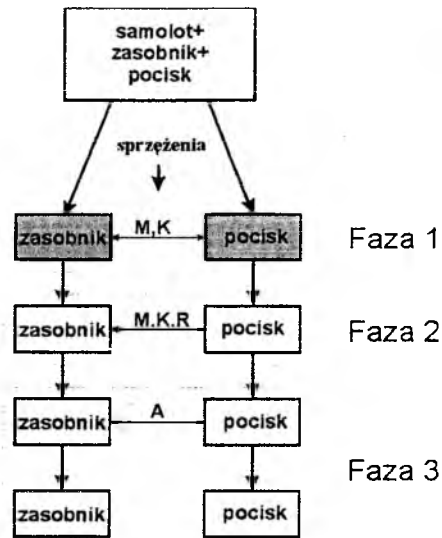 samolot+
zasobnik+
pocisk
sprzężenia
zasobnik M,K pocisk Faza 1
zasobnik M.K.R pocisk Faza 2
zasobnik A pocisk
Faza 3
zasobnik pocisk